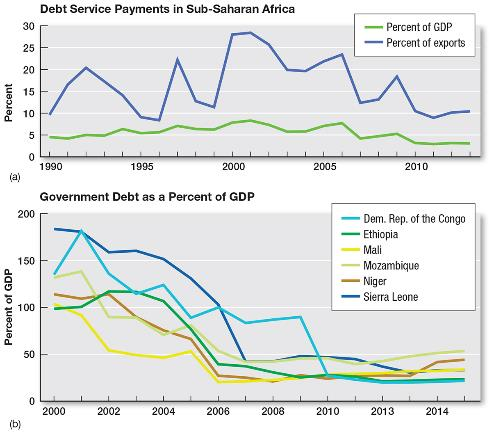 Debt Service Payments in Sub-Saharan Africa
30
25
20
15
10
5
0
Percent
Percent of GDP
Percent of exports
1990
1995
2000
2005
2010
(a)
Government Debt as a Percent of GDP
200
150
100
50
0
Percent of GDP
Dem. Rep. of the Congo
Ethiopia
Mali
Mozambique
Niger
Sierra Leone
2000
2002
2004
2006
2008
2010
2012
2014
(b)